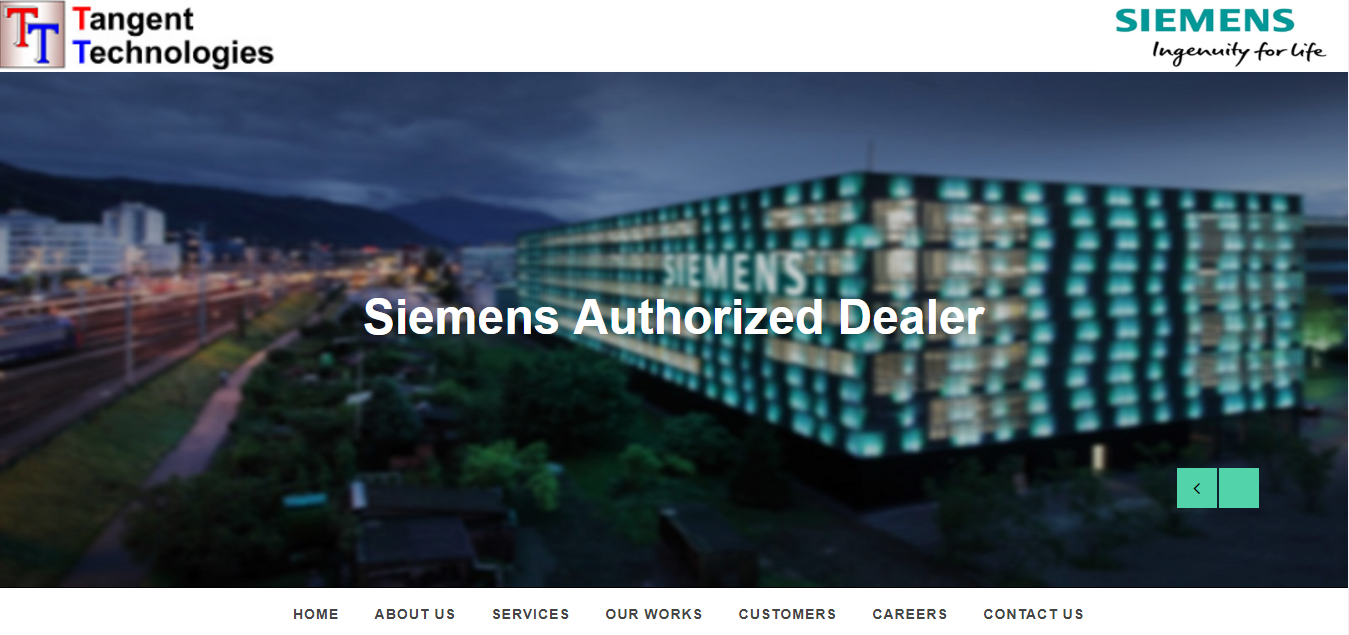 TT
Tangent
Technologies
SIEMENS
Ingenuity for life
SIEMENS
Siemens Authorized Dealer
HOME ABOUT US SERVICES OUR WORKS CUSTOMERS CAREERS CONTACT US